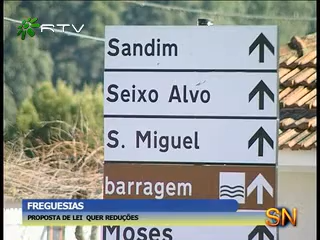 RTV
Sandim
Seixo Alvo
S. Miguel
barragem
FREGUESIAS
PROPOSTA DE LEI QUER REDUÇÕES
SN
Moses